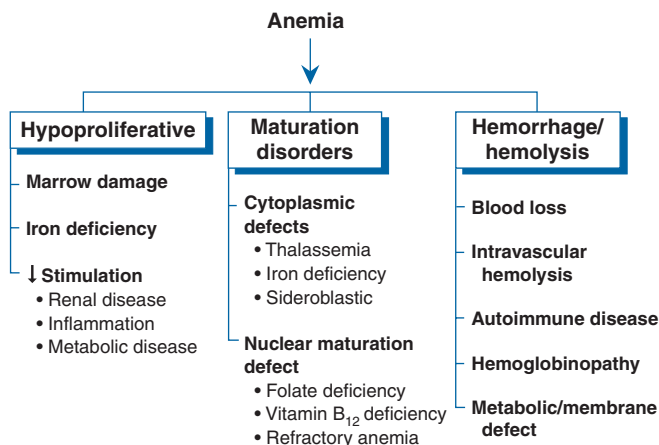 Anemia
Hypoproliferative
Marrow damage
Iron deficiency
↓ Stimulation
• Renal disease
• Inflammation
• Metabolic disease
Maturation
disorders
Cytoplasmic
defects
• Thalassemia
• Iron deficiency
• Sideroblastic
Nuclear maturation
defect
• Folate deficiency
• Vitamin B12 deficiency
• Refractory anemia
Hemorrhage/
hemolysis
Blood loss
Intravascular
hemolysis
Autoimmune disease
Hemoglobinopathy
Metabolic/membrane
defect